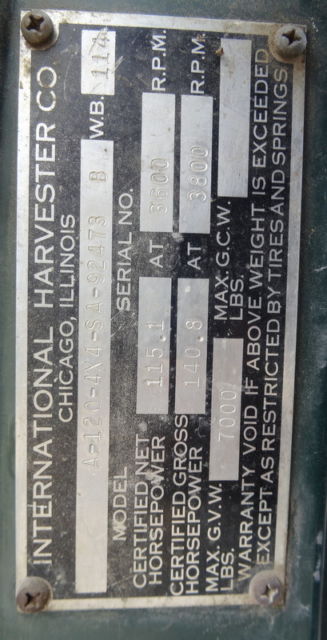 INTERNATIONAL HARVESTER CO
CHICAGO, ILLINOIS
A-120-4X4-SA-92473 B W.B. 114
MODEL SERIAL NO.
CERTIFIED NET
HORSEPOWER 115.1 AT 3600 R.P.M.
CERTIFIED GROSS
HORSEPOWER 140.8 AT 3800 R.P.M.
MAX. G.V.W.
LBS. 7000 MAX. G.C.W.
LBS.
WARRANTY VOID IF ABOVE WEIGHT IS EXCEEDED
EXCEPT AS RESTRICTED BY TIRES AND SPRINGS